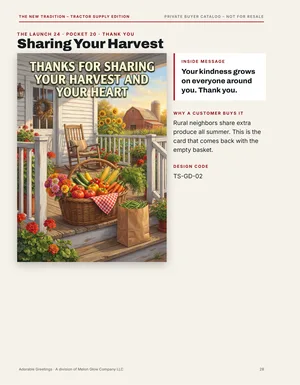 THE NEW TRADITION – TRACTOR SUPPLY EDITION
PRIVATE BUYER CATALOG – NOT FOR RESALE
THE LAUNCH 24 · POCKET 20 · THANK YOU
Sharing Your Harvest
THANKS FOR SHARING
YOUR HARVEST AND
YOUR HEART
INSIDE MESSAGE
Your kindness grows
on everyone around
you. Thank you.
WHY A CUSTOMER BUYS IT
Rural neighbors share extra
produce all summer. This is the
card that comes back with the
empty basket.
DESIGN CODE
TS-GD-02
Adorable Greetings · A division of Melon Geia Company LLC